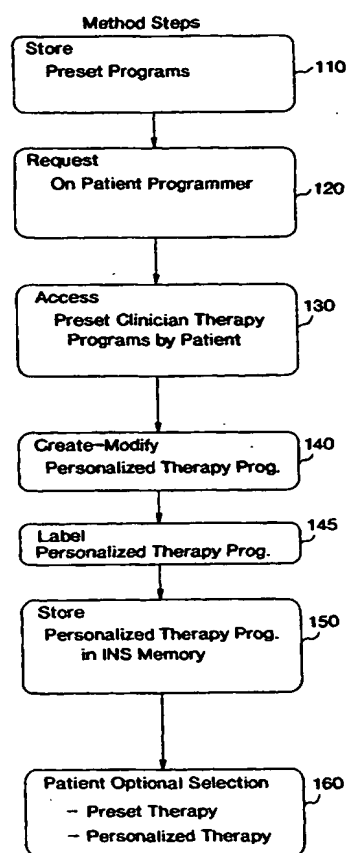 Method Steps
Store
Preset Programs
110
Request
On Patient Programmer
120
Access
Preset Clinician Therapy
Programs by Patient
130
Create-Modify
Personalized Therapy Prog.
140
Label
Personalized Therapy Prog.
145
Store
Personalized Therapy Prog.
in INS Memory
150
Patient Optional Selection
- Preset Therapy
- Personalized Therapy
160